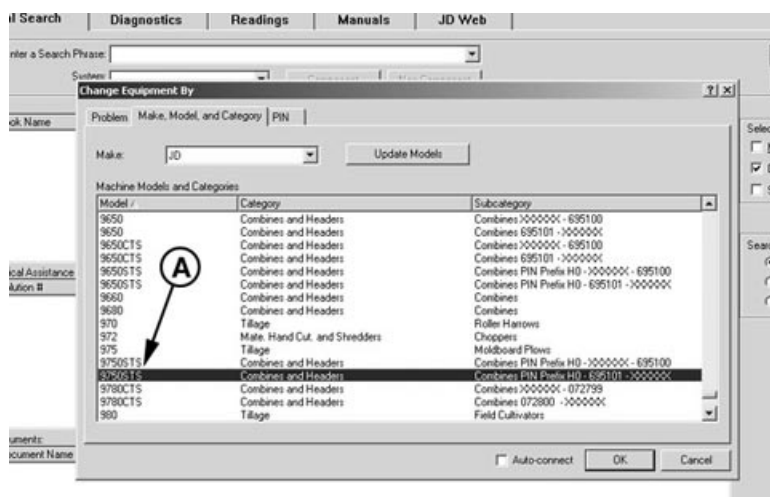 l Search Diagnostics Readings Manuals JD Web
nter a Search Phrase:
System:
Change Equipment By
ook Name
Problem Make, Model, and Category PIN
Selec
Make: JD Update Models
Machine Models and Categories
Model / Category Subcategory
9650 Combines and Headers Combines XXXXXX - 695100
9650 Combines and Headers Combines 695101 - XXXXXX
9650CTS Combines and Headers Combines XXXXXX - 695100
9650CTS Combines and Headers Combines 695101 - XXXXXX
Sear
9650STS Combines and Headers Combines PIN Prefix H0 - XXXXXX - 695100
ical Assistance
9650STS Combines and Headers Combines PIN Prefix H0 - 695101 - XXXXXX
olution #
A
9660 Combines and Headers Combines
9680 Combines and Headers Combines
970 Tillage Roller Harrows
972 Mate. Hand Cut. and Shredders Choppers
975 Tillage Moldboard Plows
9750STS Combines and Headers Combines PIN Prefix H0 - XXXXXX - 695100
9750STS Combines and Headers Combines PIN Prefix H0 - 695101 - XXXXXX
9780CTS Combines and Headers Combines XXXXXX - 072799
9780CTS Combines and Headers Combines 072800 - XXXXXX
980 Tillage Field Cultivators
uments:
ocument Name
Auto-connect OK Cancel